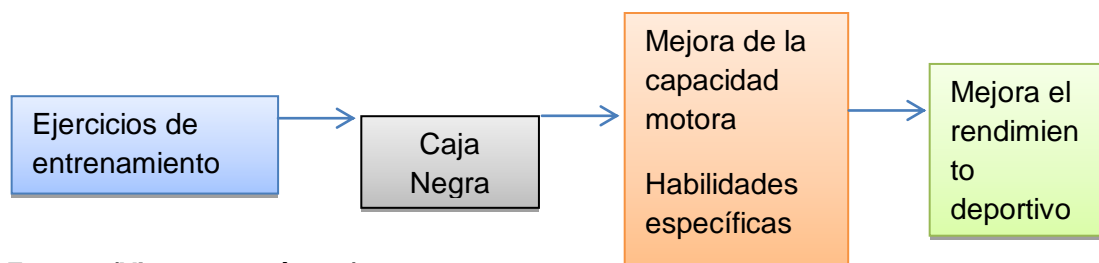 Ejercicios de
entrenamiento
Caja
Negra
Mejora de la
capacidad
motora
Habilidades
específicas
Mejora el
rendimien
to
deportivo